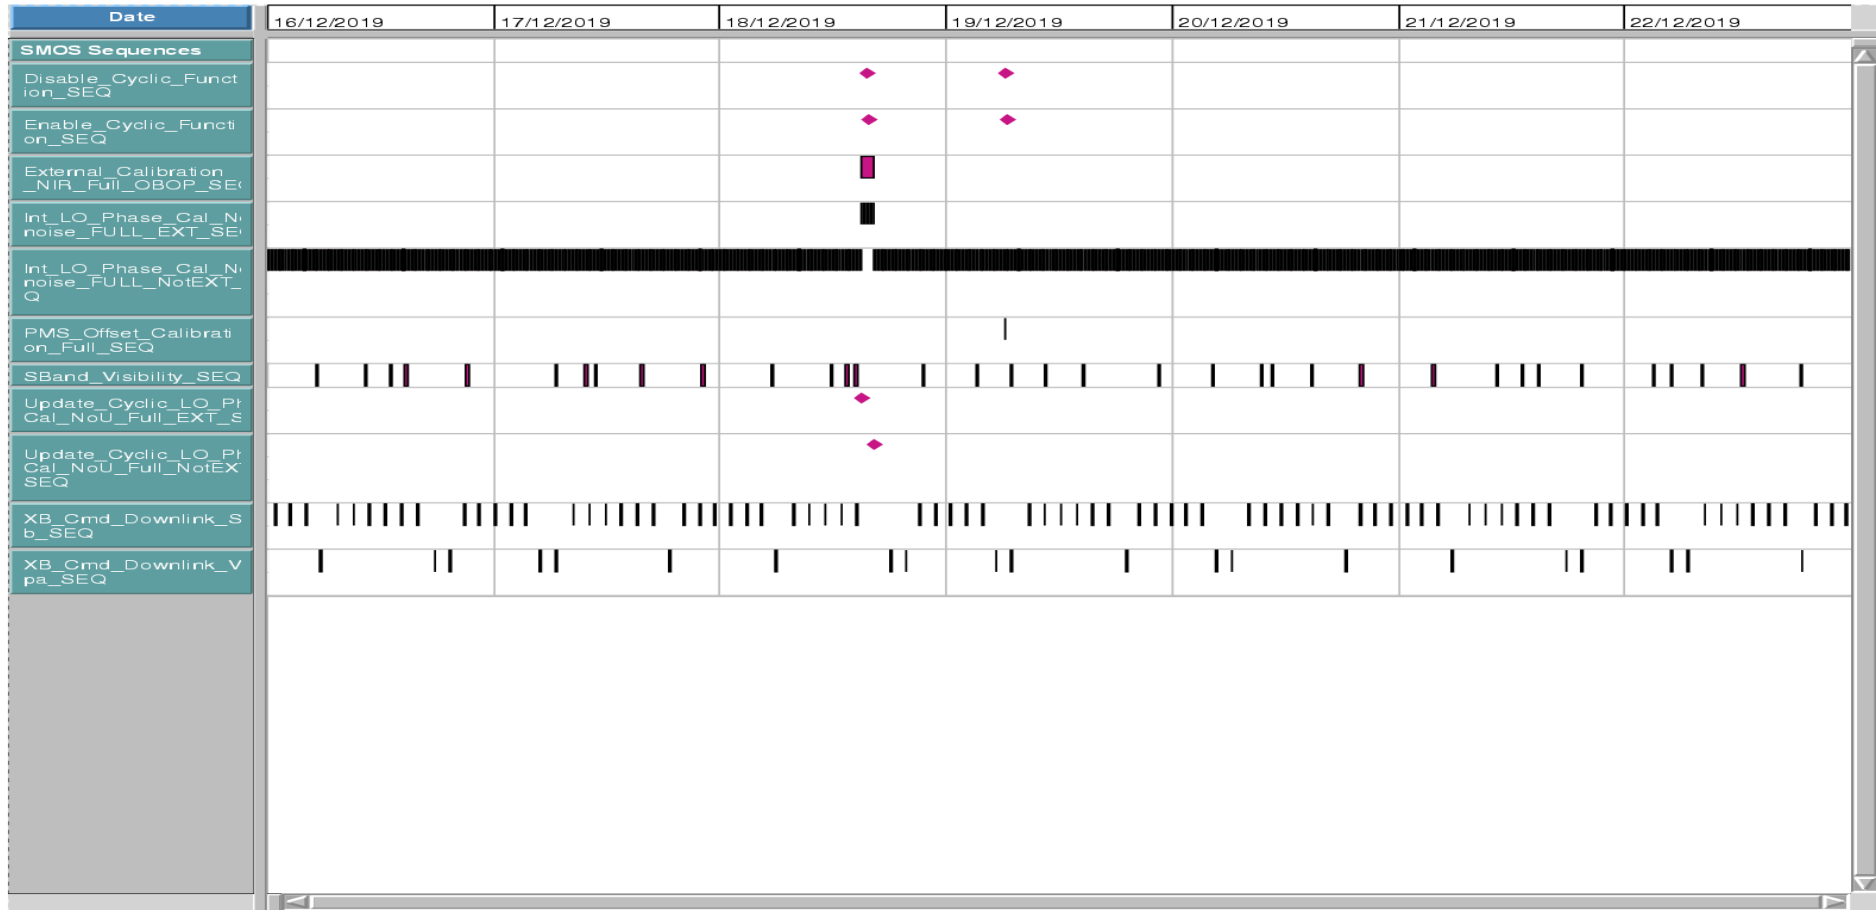 Date
16/12/2019 17/12/2019 18/12/2019 19/12/2019 20/12/2019 21/12/2019 22/12/2019
SMOS Sequences
Disable_Cyclic_Funct
ion_SEQ
Enable_Cyclic_Functi
on_SEQ
External_Calibration
_NIR_Full_OBOP_SE
Int_LO_Phase_Cal_N
noise_FULL_EXT_SE
Int_LO_Phase_Cal_N
noise_FULL_NotEXT_
Q
PMS_Offset_Calibrati
on_Full_SEQ
SBand_Visibility_SEQ
Update_Cyclic_LO_P
Cal_NoU_Full_EXT_S
Update_Cyclic_LO_P
Cal_NoU_Full_NotEX
SEQ
XB_Cmd_Downlink_S
b_SEQ
XB_Cmd_Downlink_V
pa_SEQ